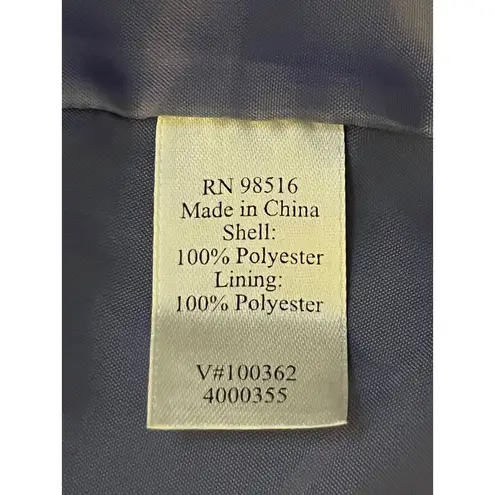 RN 98516
Made in China
Shell:
100% Polyester
Lining:
100% Polyester
V#100362
4000355